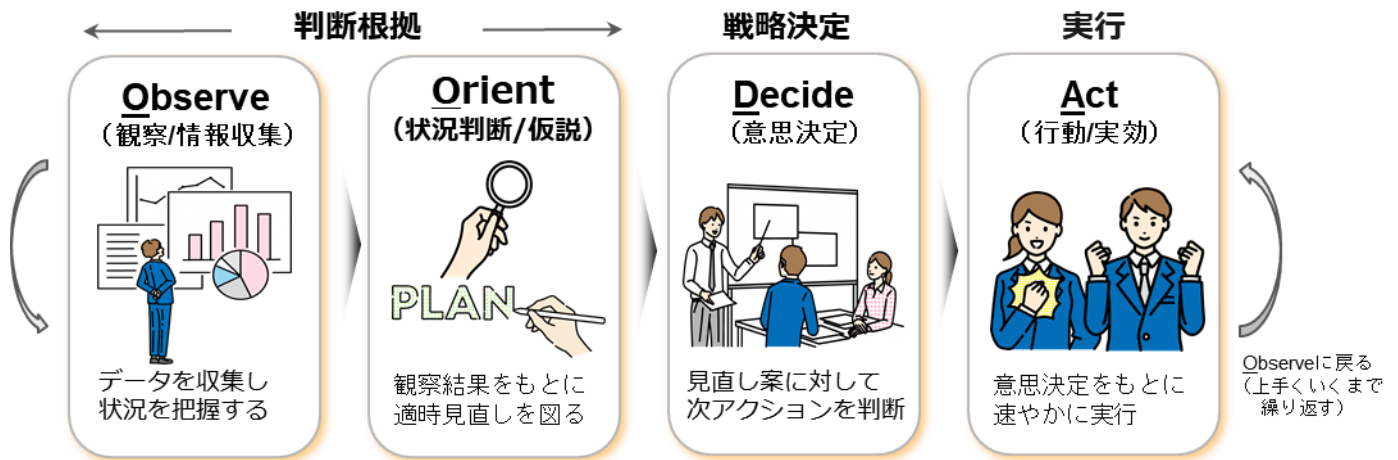 判断根拠
戦略決定
実行
Observe
（観察/情報収集）
データを収集し
状況を把握する
Orient
（状況判断/仮説）
PLAN
観察結果をもとに
適時見直しを図る
Decide
（意思決定）
見直し案に対して
次アクションを判断
Act
（行動/実効）
意思決定をもとに
速やかに実行
Observeに戻る
（上手くいくまで
繰り返す）